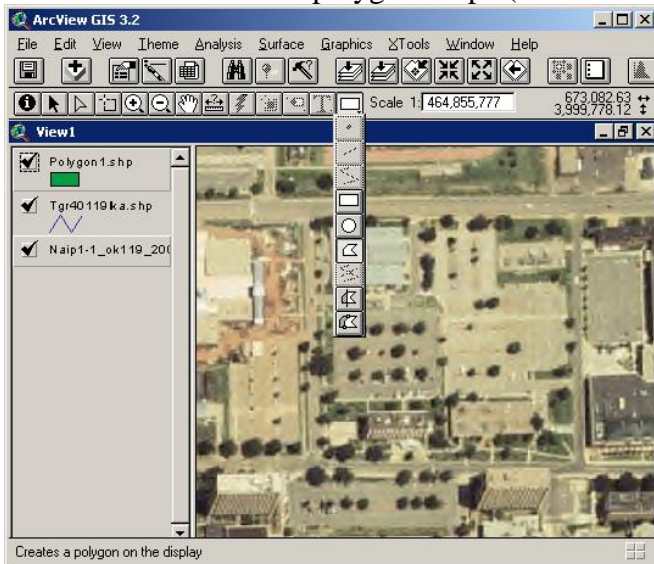 ArcView GIS 3.2
File Edit View Theme Analysis Surface Graphics XTools Window Help
Scale 1: 464,855,777
673,082.63
3,999,778.12
View1
Polygon1.shp
Tgr40119lka.shp
Naip1-1_ok119_200
Creates a polygon on the display